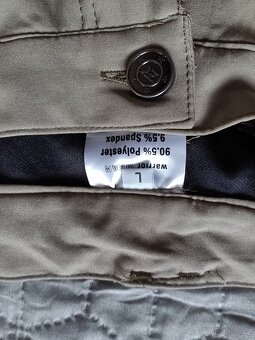 L
warrior
90.5% Polyester
9.5% Spandex